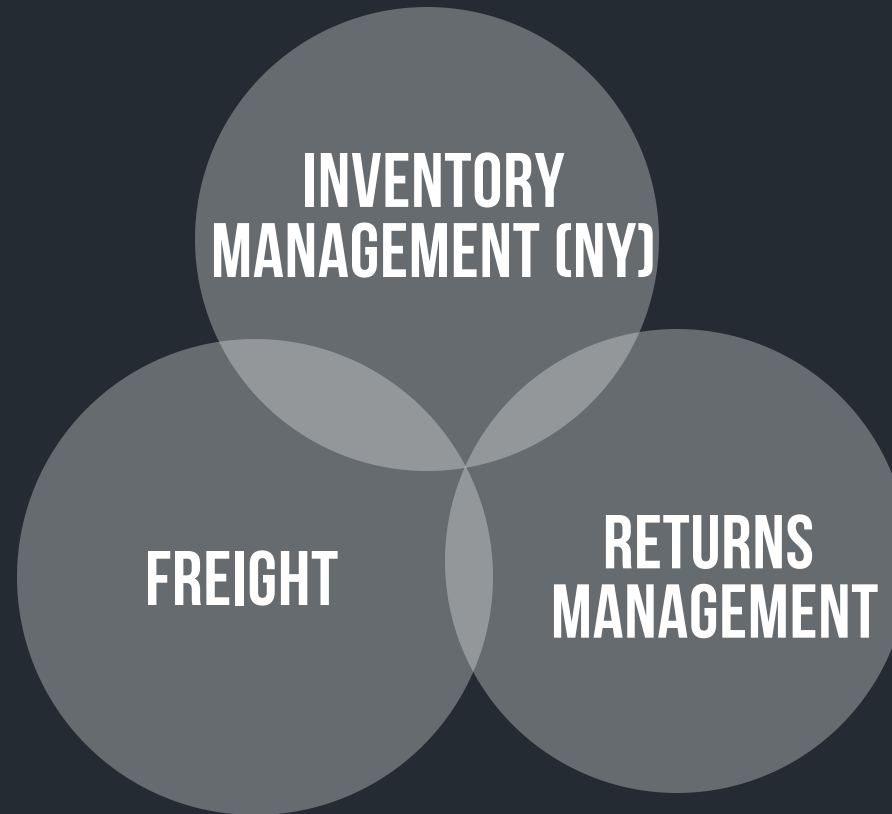 INVENTORY
MANAGEMENT (NY)
FREIGHT
RETURNS
MANAGEMENT